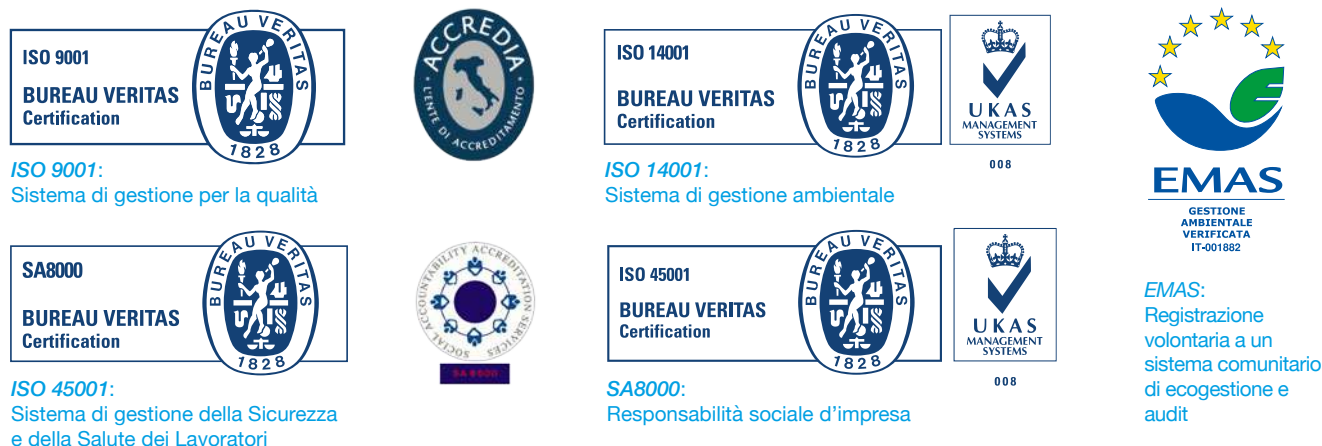 ISO 9001
BUREAU VERITAS
Certification
BUREAU VERITAS
1828
ACCREDIA
L'ENTE DI ACCREDITAMENTO
ISO 9001:
Sistema di gestione per la qualità
ISO 14001
BUREAU VERITAS
Certification
BUREAU VERITAS
1828
UKAS
MANAGEMENT
SYSTEMS
008
ISO 14001:
Sistema di gestione ambientale
SA8000
BUREAU VERITAS
Certification
BUREAU VERITAS
1828
SOCIAL ACCOUNTABILITY ACCREDITATION SERVICES
SA 8000
ISO 45001:
Sistema di gestione della Sicurezza
e della Salute dei Lavoratori
ISO 45001
BUREAU VERITAS
Certification
BUREAU VERITAS
1828
UKAS
MANAGEMENT
SYSTEMS
008
SA8000:
Responsabilità sociale d'impresa
EMAS
GESTIONE
AMBIENTALE
VERIFICATA
IT-001882
EMAS:
Registrazione
volontaria a un
sistema comunitario
di ecogestione e
audit